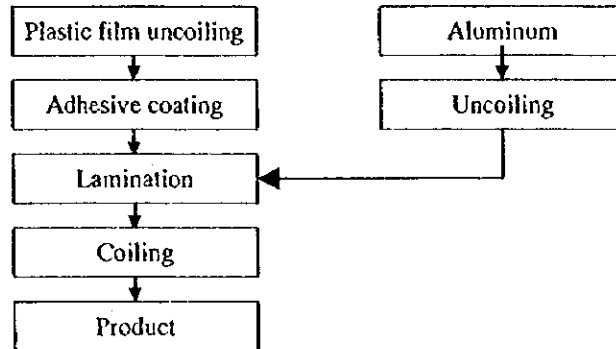 Plastic film uncoiling
Aluminum
Adhesive coating
Uncoiling
Lamination
Coiling
Product